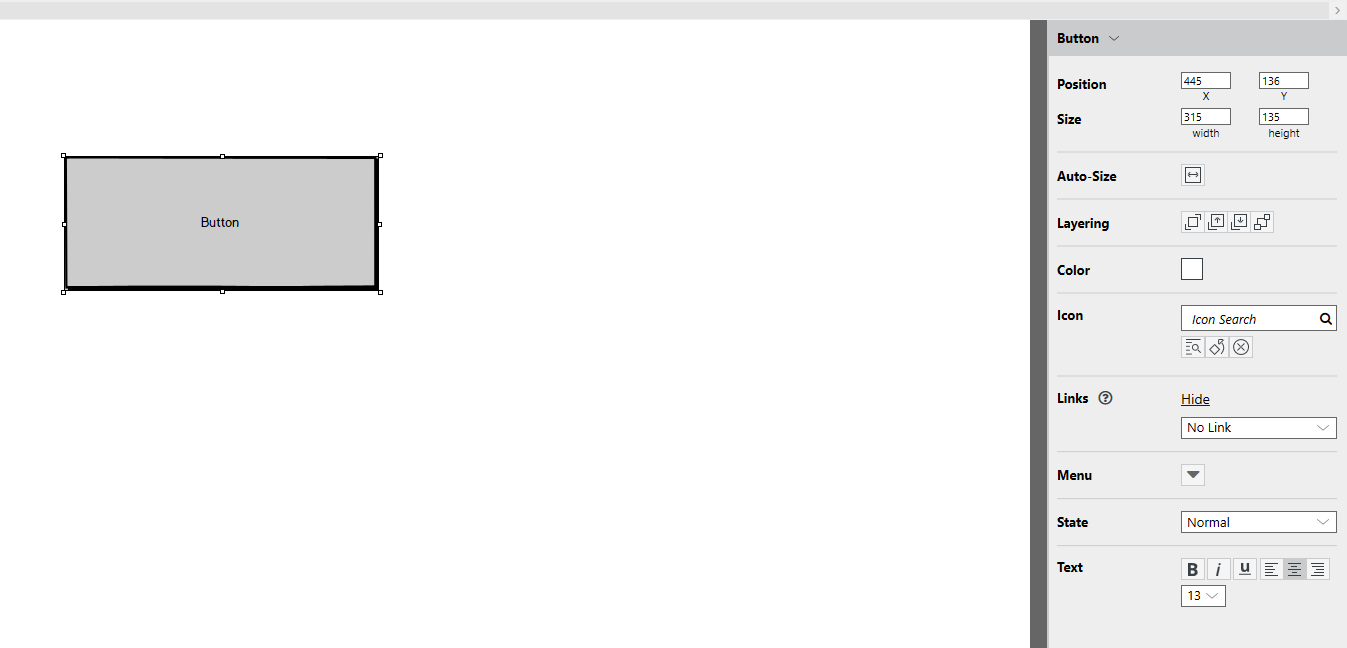 Button
Button
Position
445
136
X
Y
Size
315
135
width
height
Auto-Size
Layering
Color
Icon
Icon Search
Links
Hide
No Link
Menu
State
Normal
Text
B i u
13